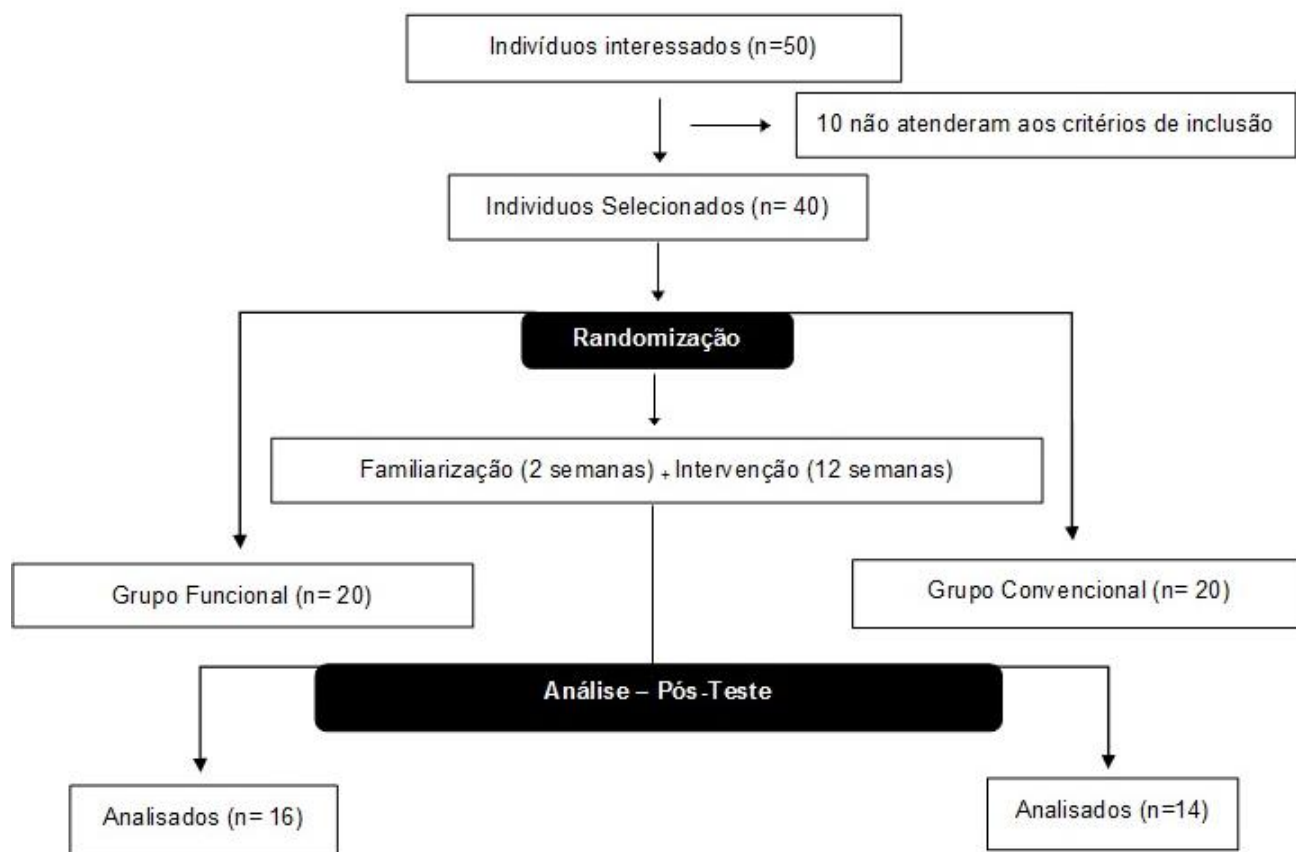 Indivíduos interessados (n=50)
10 não atenderam aos critérios de inclusão
Individuos Selecionados (n= 40)
Randomização
Familiarização (2 semanas) + Intervenção (12 semanas)
Grupo Funcional (n= 20)
Grupo Convencional (n= 20)
Análise – Pós-Teste
Analisados (n= 16)
Analisados (n=14)